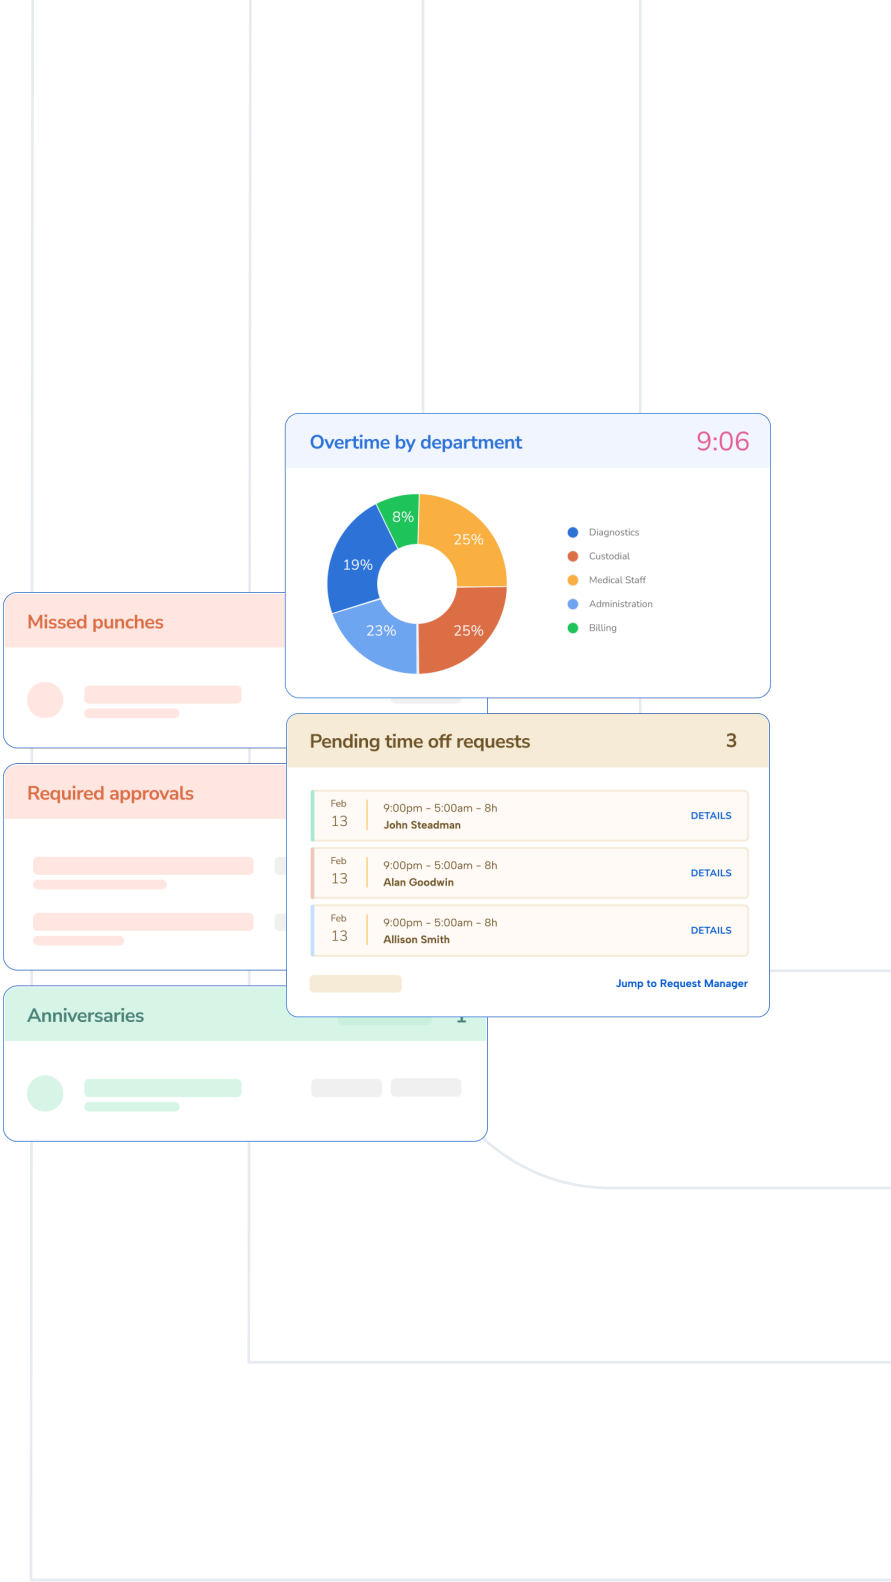 Overtime by department
9:06
8%
25%
19%
23%
25%
Diagnostics
Custodial
Medical Staff
Administration
Billing
Missed punches
Required approvals
Pending time off requests
3
Feb
13
9:00pm - 5:00am - 8h
John Steadman
DETAILS
Feb
13
9:00pm - 5:00am - 8h
Alan Goodwin
DETAILS
Feb
13
9:00pm - 5:00am - 8h
Allison Smith
DETAILS
Jump to Request Manager
Anniversaries